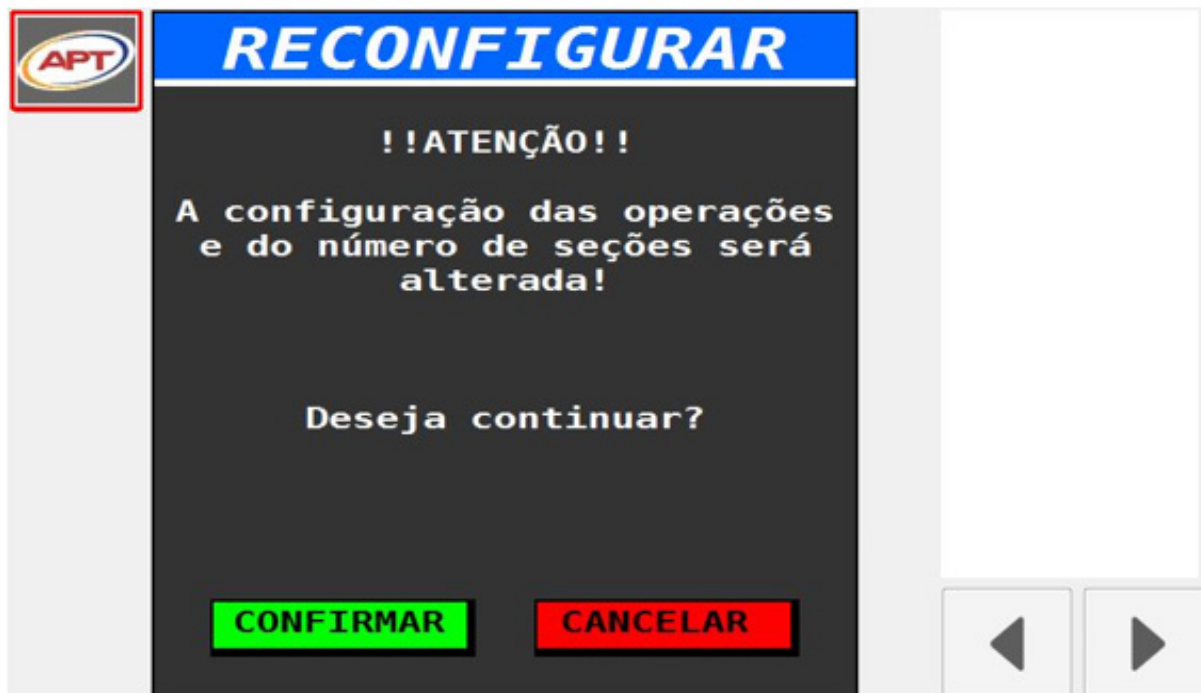 APT
RECONFIGURAR
!!ATENÇÃO!!
A configuração das operações
e do número de seções será
alterada!
Deseja continuar?
CONFIRMAR
CANCELAR